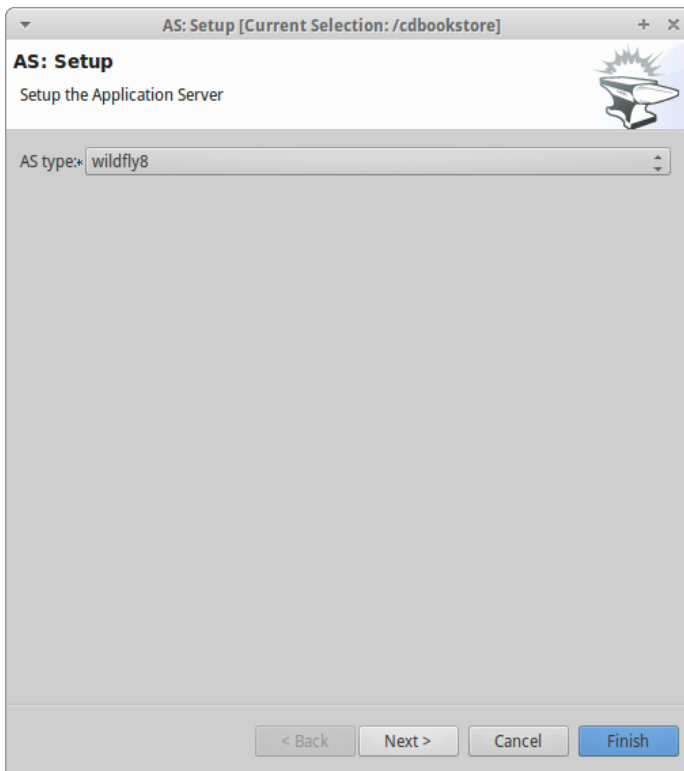 AS: Setup [Current Selection: /cdbookstore]
AS: Setup
Setup the Application Server
AS type:* wildfly8
< Back Next > Cancel Finish